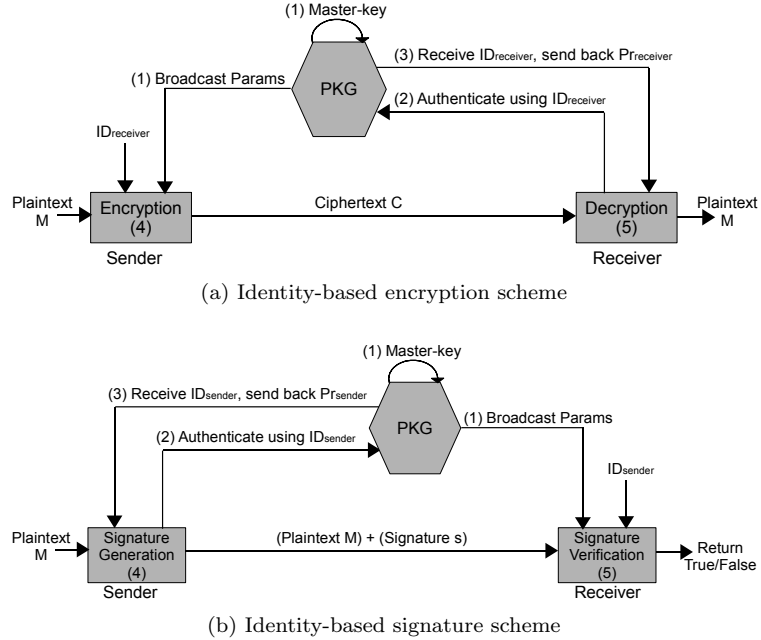 (1) Master-key
(3) Receive IDreceiver, send back Prreceiver
(1) Broadcast Params
PKG
(2) Authenticate using IDreceiver
IDreceiver
Plaintext
M
Encryption
(4)
Ciphertext C
Decryption
(5)
Plaintext
M
Sender
Receiver
(a) Identity-based encryption scheme
(1) Master-key
(3) Receive IDsender, send back Prsender
(1) Broadcast Params
PKG
(2) Authenticate using IDsender
IDsender
Plaintext
M
Signature
Generation
(4)
(Plaintext M) + (Signature s)
Signature
Verification
(5)
Return
True/False
Sender
Receiver
(b) Identity-based signature scheme